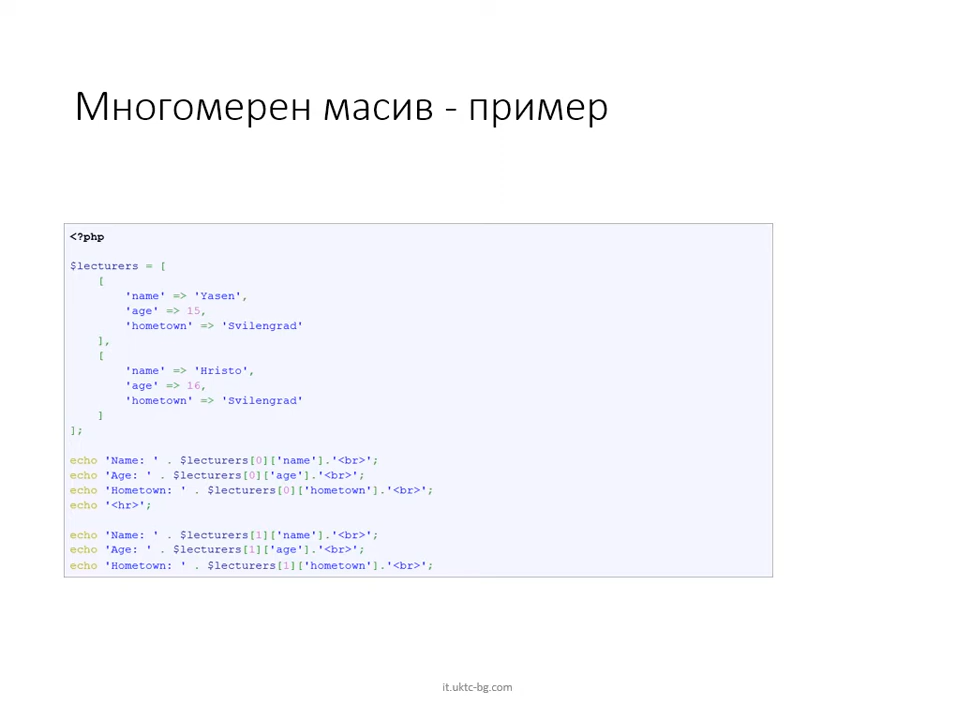 Многомерен масив - пример
<?php
$lecturers = [
    [
        'name' => 'Yasen',
        'age' => 15,
        'hometown' => 'Svilengrad'
    ],
    [
        'name' => 'Hristo',
        'age' => 16,
        'hometown' => 'Svilengrad'
    ]
];
echo 'Name: ' . $lecturers[0]['name'].'<br>';
echo 'Age: ' . $lecturers[0]['age'].'<br>';
echo 'Hometown: ' . $lecturers[0]['hometown'].'<br>';
echo '<hr>';
echo 'Name: ' . $lecturers[1]['name'].'<br>';
echo 'Age: ' . $lecturers[1]['age'].'<br>';
echo 'Hometown: ' . $lecturers[1]['hometown'].'<br>';
it.uktc-bg.com